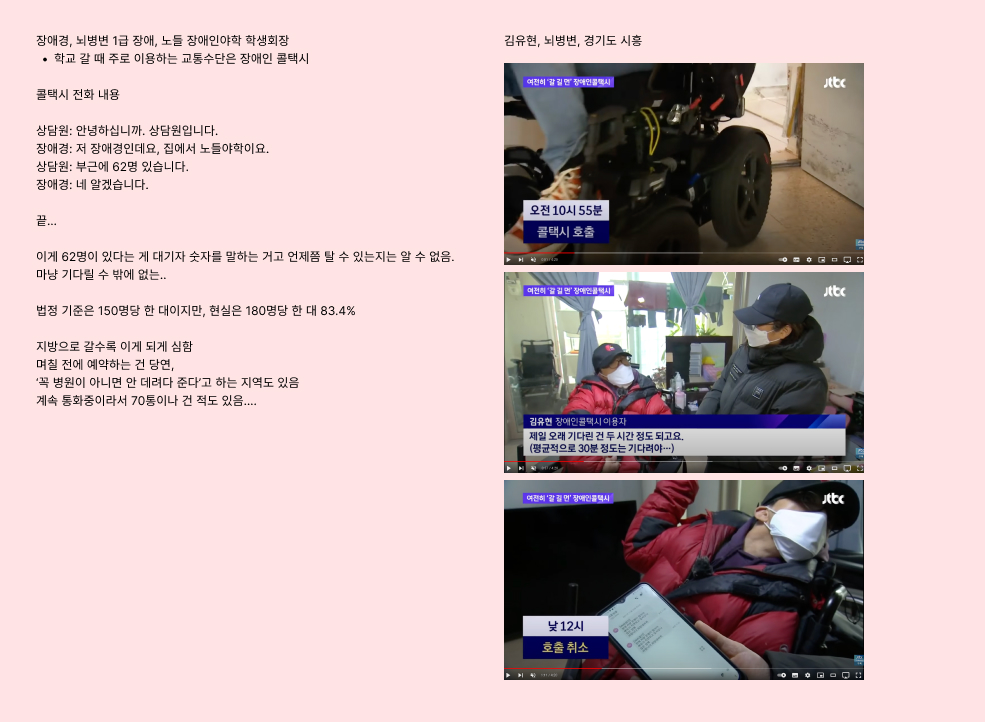 장애경, 뇌병변 1급 장애, 노들 장애인야학 학생회장
• 학교 갈 때 주로 이용하는 교통수단은 장애인 콜택시
콜택시 전화 내용
상담원: 안녕하십니까. 상담원입니다.
장애경: 저 장애경인데요, 집에서 노들야학이요.
상담원: 부근에 62명 있습니다.
장애경: 네 알겠습니다.
끝...
이게 62명이 있다는 게 대기자 숫자를 말하는 거고 언제쯤 탈 수 있는지는 알 수 없음.
마냥 기다릴 수 밖에 없는..
법정 기준은 150명당 한 대이지만, 현실은 180명당 한 대 83.4%
지방으로 갈수록 이게 되게 심함
며칠 전에 예약하는 건 당연,
‘꼭 병원이 아니면 안 데려다 준다’고 하는 지역도 있음
계속 통화중이라서 70통이나 건 적도 있음....
김유현, 뇌병변, 경기도 시흥
여전히 '갈 길 먼' 장애인콜택시
jtbc
오전 10시 55분
콜택시 호출
여전히 '갈 길 먼' 장애인콜택시
jtbc
김유현 장애인콜택시 이용자
제일 오래 기다린 건 두 시간 정도 되고요.
(평균적으로 30분 정도는 기다려야…)
여전히 '갈 길 먼' 장애인콜택시
jtbc
낮 12시
호출 취소